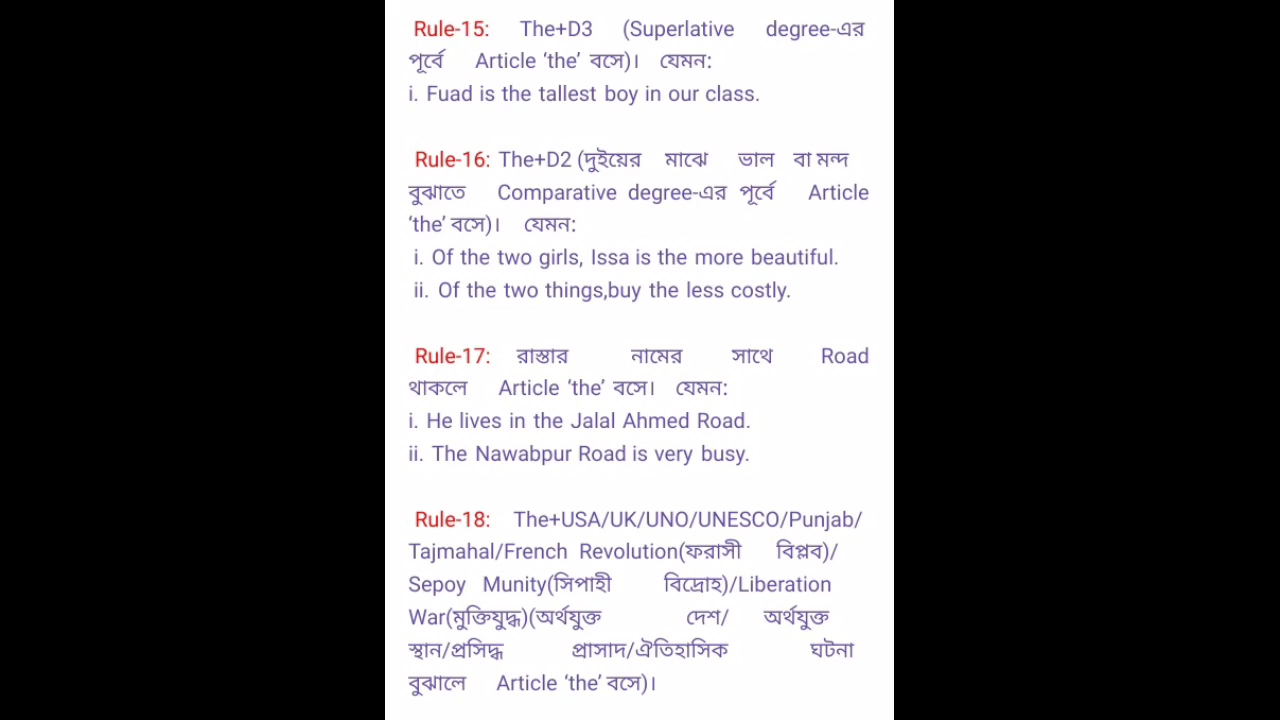 Rule-15: The+D3 (Superlative degree-এর
পূর্বে Article ‘the’ বসে)। যেমন:
i. Fuad is the tallest boy in our class.
Rule-16: The+D2 (দুইয়ের মাঝে ভাল বা মন্দ
বুঝাতে Comparative degree-এর পূর্বে Article
‘the’ বসে)। যেমন:
i. Of the two girls, Issa is the more beautiful.
ii. Of the two things,buy the less costly.
Rule-17: রাস্তার নামের সাথে Road
থাকলে Article ‘the’ বসে। যেমন:
i. He lives in the Jalal Ahmed Road.
ii. The Nawabpur Road is very busy.
Rule-18: The+USA/UK/UNO/UNESCO/Punjab/
Tajmahal/French Revolution(ফরাসী বিপ্লব)/
Sepoy Munity(সিপাহী বিদ্রোহ)/Liberation
War(মুক্তিযুদ্ধ)(অর্থযুক্ত দেশ/ অর্থযুক্ত
স্থান/প্রসিদ্ধ প্রাসাদ/ঐতিহাসিক ঘটনা
বুঝালে Article ‘the’ বসে)।